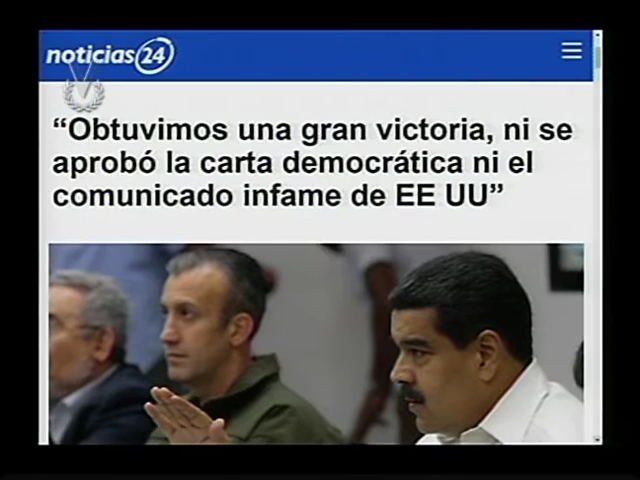 noticias24
“Obtuvimos una gran victoria, ni se
aprobó la carta democrática ni el
comunicado infame de EE UU”